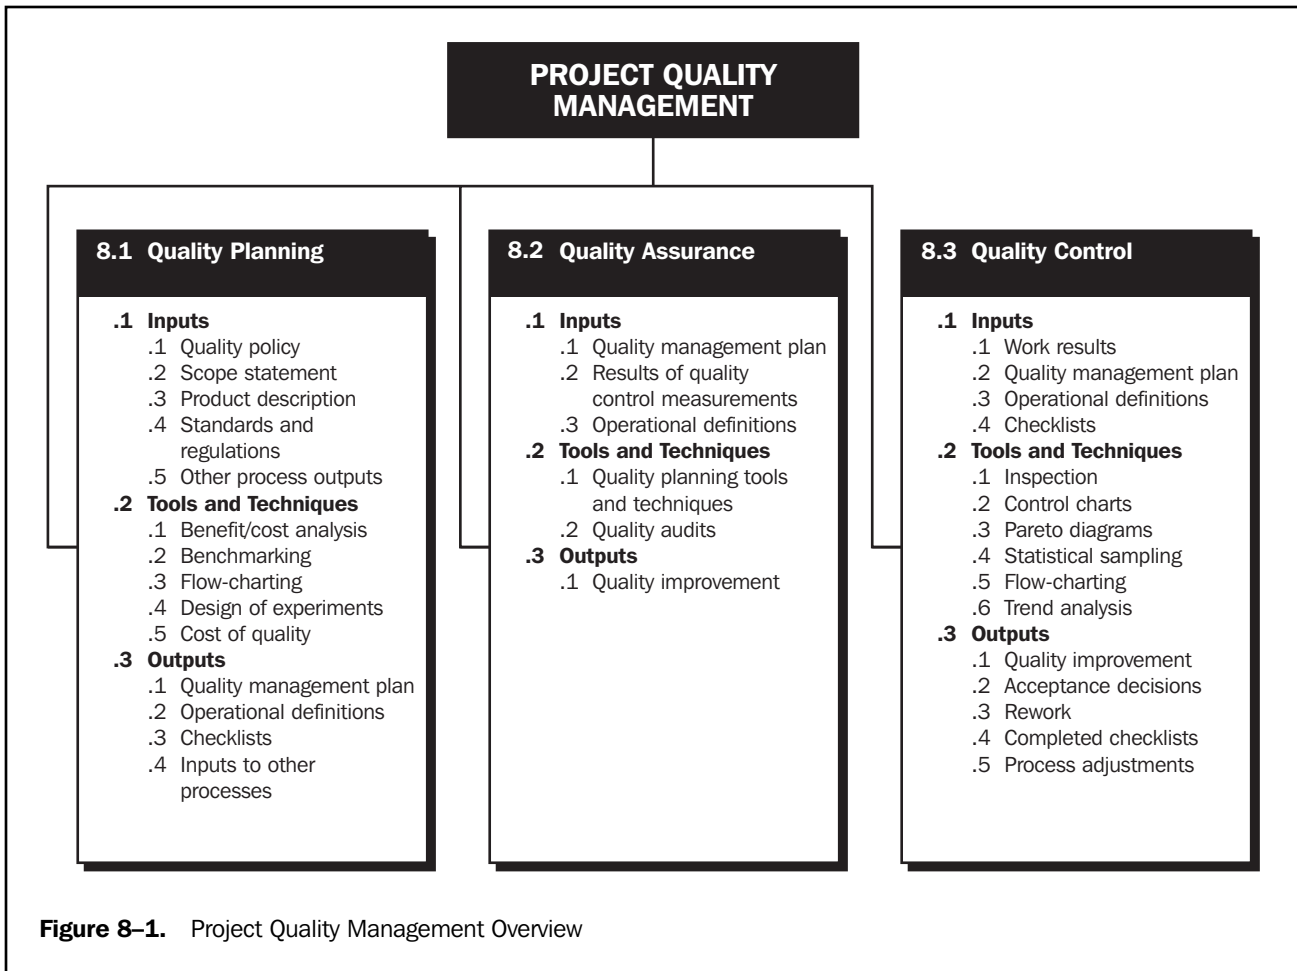 PROJECT QUALITY
MANAGEMENT
8.1 Quality Planning
.1 Inputs
.1 Quality policy
.2 Scope statement
.3 Product description
.4 Standards and
regulations
.5 Other process outputs
.2 Tools and Techniques
.1 Benefit/cost analysis
.2 Benchmarking
.3 Flow-charting
.4 Design of experiments
.5 Cost of quality
.3 Outputs
.1 Quality management plan
.2 Operational definitions
.3 Checklists
.4 Inputs to other
processes
8.2 Quality Assurance
.1 Inputs
.1 Quality management plan
.2 Results of quality
control measurements
.3 Operational definitions
.2 Tools and Techniques
.1 Quality planning tools
and techniques
.2 Quality audits
.3 Outputs
.1 Quality improvement
8.3 Quality Control
.1 Inputs
.1 Work results
.2 Quality management plan
.3 Operational definitions
.4 Checklists
.2 Tools and Techniques
.1 Inspection
.2 Control charts
.3 Pareto diagrams
.4 Statistical sampling
.5 Flow-charting
.6 Trend analysis
.3 Outputs
.1 Quality improvement
.2 Acceptance decisions
.3 Rework
.4 Completed checklists
.5 Process adjustments
Figure 8–1. Project Quality Management Overview